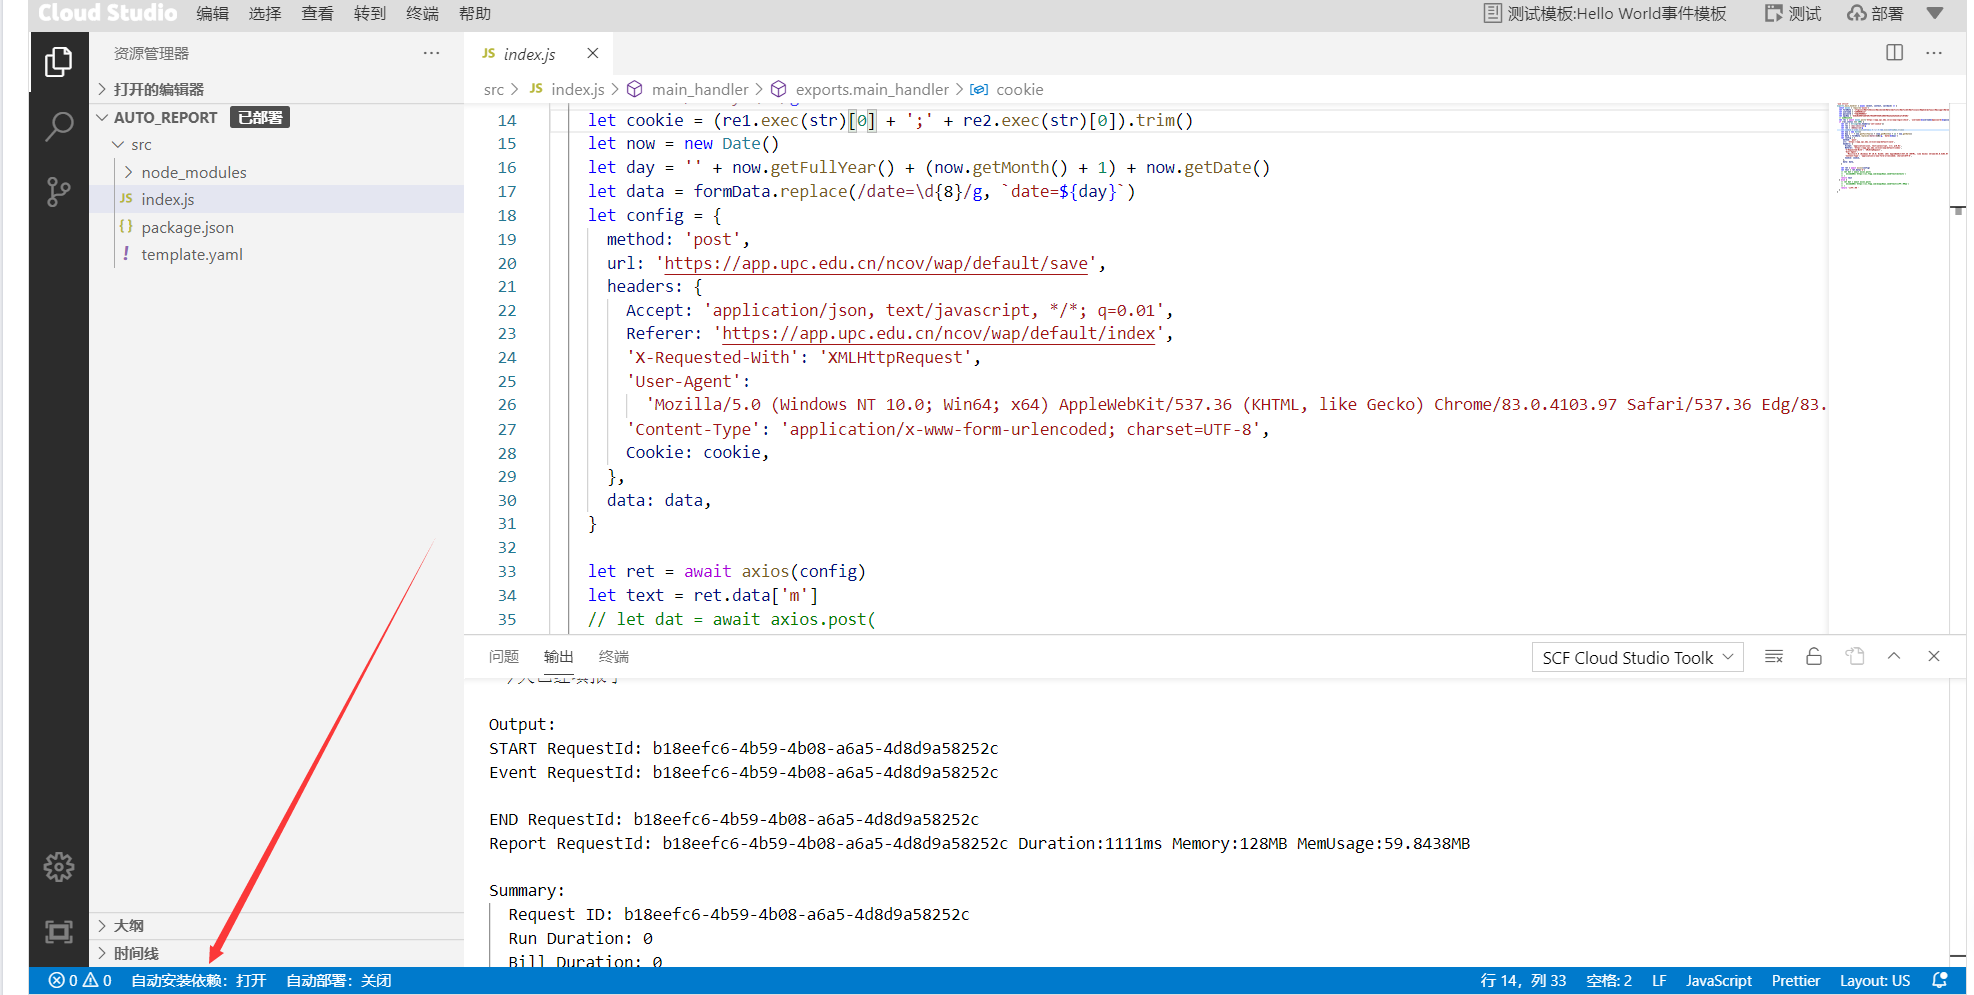 Cloud Studio 编辑 选择 查看 转到 终端 帮助 测试模板:Hello World事件模板 测试 部署
资源管理器
打开的编辑器
AUTO_REPORT 已部署
src
node_modules
JS index.js
{} package.json
! template.yaml
大纲
时间线
JS index.js
src > JS index.js > main_handler > exports.main_handler > cookie
14 let cookie = (re1.exec(str)[0] + ';' + re2.exec(str)[0]).trim()
15 let now = new Date()
16 let day = '' + now.getFullYear() + (now.getMonth() + 1) + now.getDate()
17 let data = formData.replace(/date=\d{8}/g, `date=${day}`)
18 let config = {
19 method: 'post',
20 url: 'https://app.upc.edu.cn/ncov/wap/default/save',
21 headers: {
22 Accept: 'application/json, text/javascript, */*; q=0.01',
23 Referer: 'https://app.upc.edu.cn/ncov/wap/default/index',
24 'X-Requested-With': 'XMLHttpRequest',
25 'User-Agent':
26 'Mozilla/5.0 (Windows NT 10.0; Win64; x64) AppleWebKit/537.36 (KHTML, like Gecko) Chrome/83.0.4103.97 Safari/537.36 Edg/83.
27 'Content-Type': 'application/x-www-form-urlencoded; charset=UTF-8',
28 Cookie: cookie,
29 },
30 data: data,
31 }
32
33 let ret = await axios(config)
34 let text = ret.data['m']
35 // let dat = await axios.post(
问题 输出 终端 SCF Cloud Studio Toolk
Output:
START RequestId: b18eefc6-4b59-4b08-a6a5-4d8d9a58252c
Event RequestId: b18eefc6-4b59-4b08-a6a5-4d8d9a58252c
END RequestId: b18eefc6-4b59-4b08-a6a5-4d8d9a58252c
Report RequestId: b18eefc6-4b59-4b08-a6a5-4d8d9a58252c Duration:1111ms Memory:128MB MemUsage:59.8438MB
Summary:
Request ID: b18eefc6-4b59-4b08-a6a5-4d8d9a58252c
Run Duration: 0
Bill Duration: 0
0 0 自动安装依赖: 打开 自动部署: 关闭 行 14, 列 33 空格: 2 LF JavaScript Prettier Layout: US